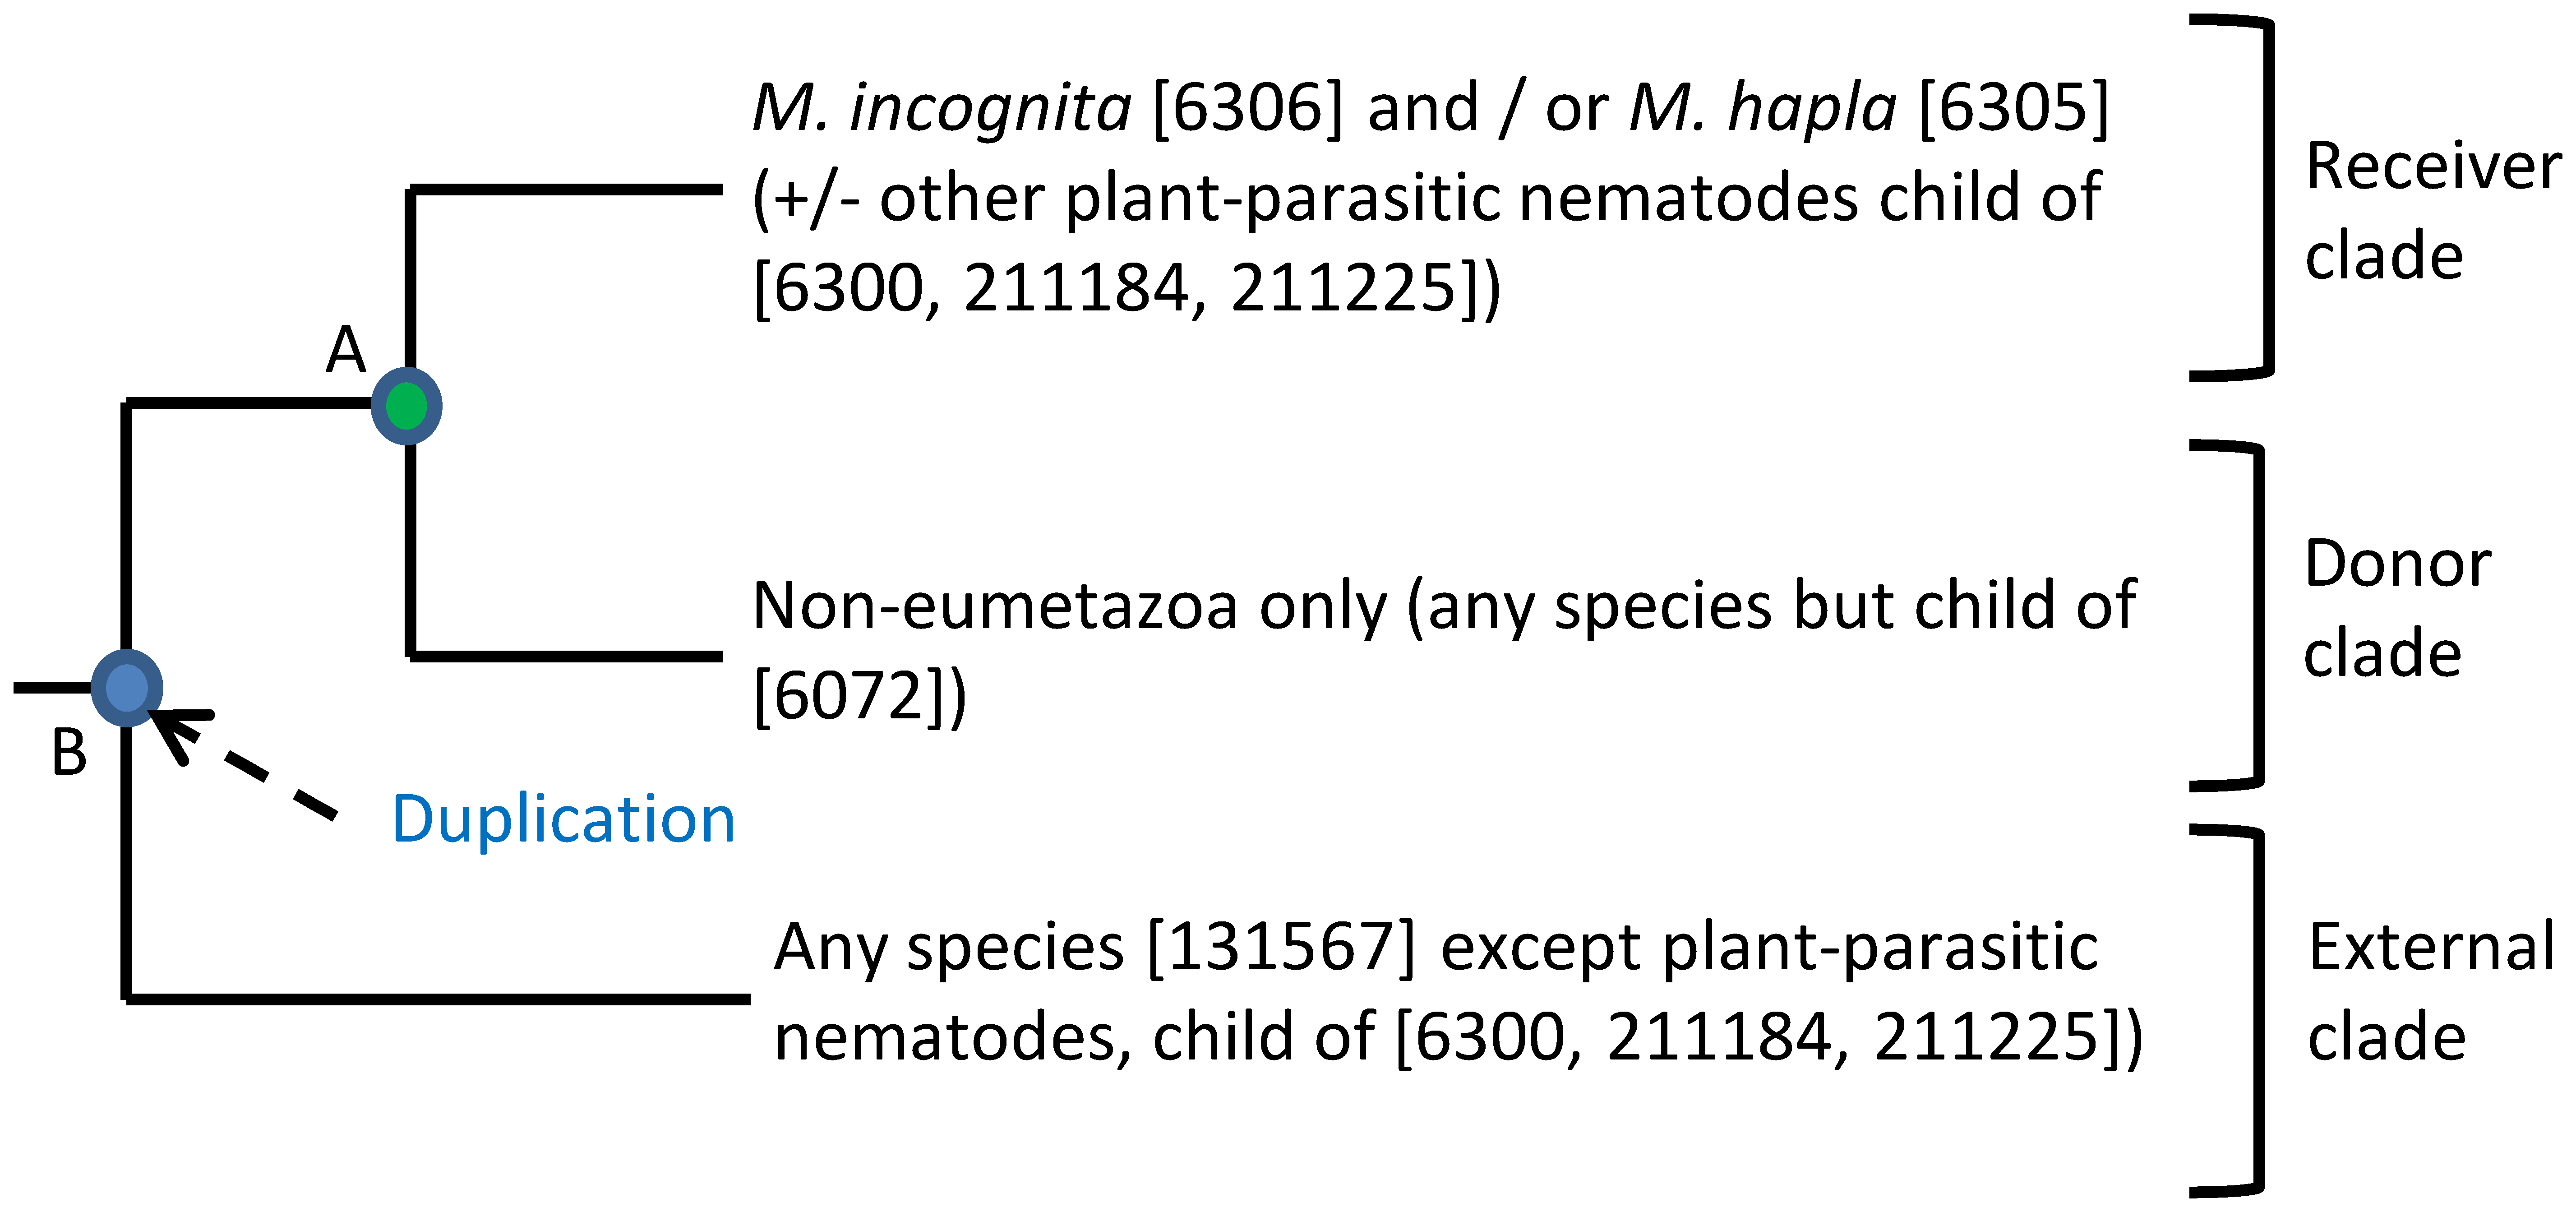 M. incognita [6306] and / or M. hapla [6305]
(+/- other plant-parasitic nematodes child of
[6300, 211184, 211225])
Receiver
clade
A
Non-eumetazoa only (any species but child of
[6072])
Donor
clade
B
Duplication
Any species [131567] except plant-parasitic
nematodes, child of [6300, 211184, 211225])
External
clade